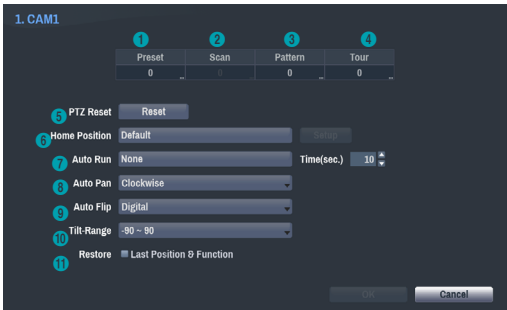 1. CAM1
1 2 3 4
Preset Scan Pattern Tour
0 0 0 0
5 PTZ Reset Reset
6 Home Position Default Setup
7 Auto Run None Time(sec.) 10
8 Auto Pan Clockwise
9 Auto Flip Digital
10 Tilt-Range -90 ~ 90
11 Restore Last Position & Function
OK Cancel